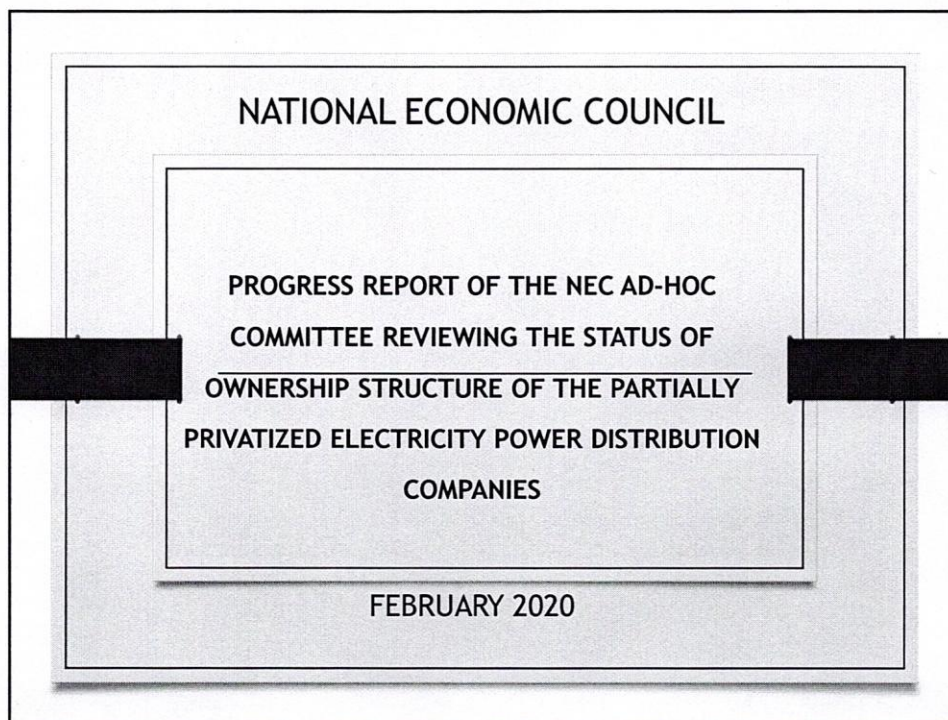 NATIONAL ECONOMIC COUNCIL
PROGRESS REPORT OF THE NEC AD-HOC
COMMITTEE REVIEWING THE STATUS OF
OWNERSHIP STRUCTURE OF THE PARTIALLY
PRIVATIZED ELECTRICITY POWER DISTRIBUTION
COMPANIES
FEBRUARY 2020